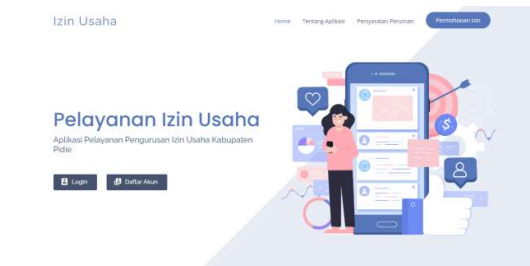 Izin Usaha
Home Tentang Aplikasi Persyaratan Perizinan Permohonan Izin
Pelayanan Izin Usaha
Aplikasi Pelayanan Pengurusan Izin Usaha Kabupaten
Pidie
Login Daftar Akun